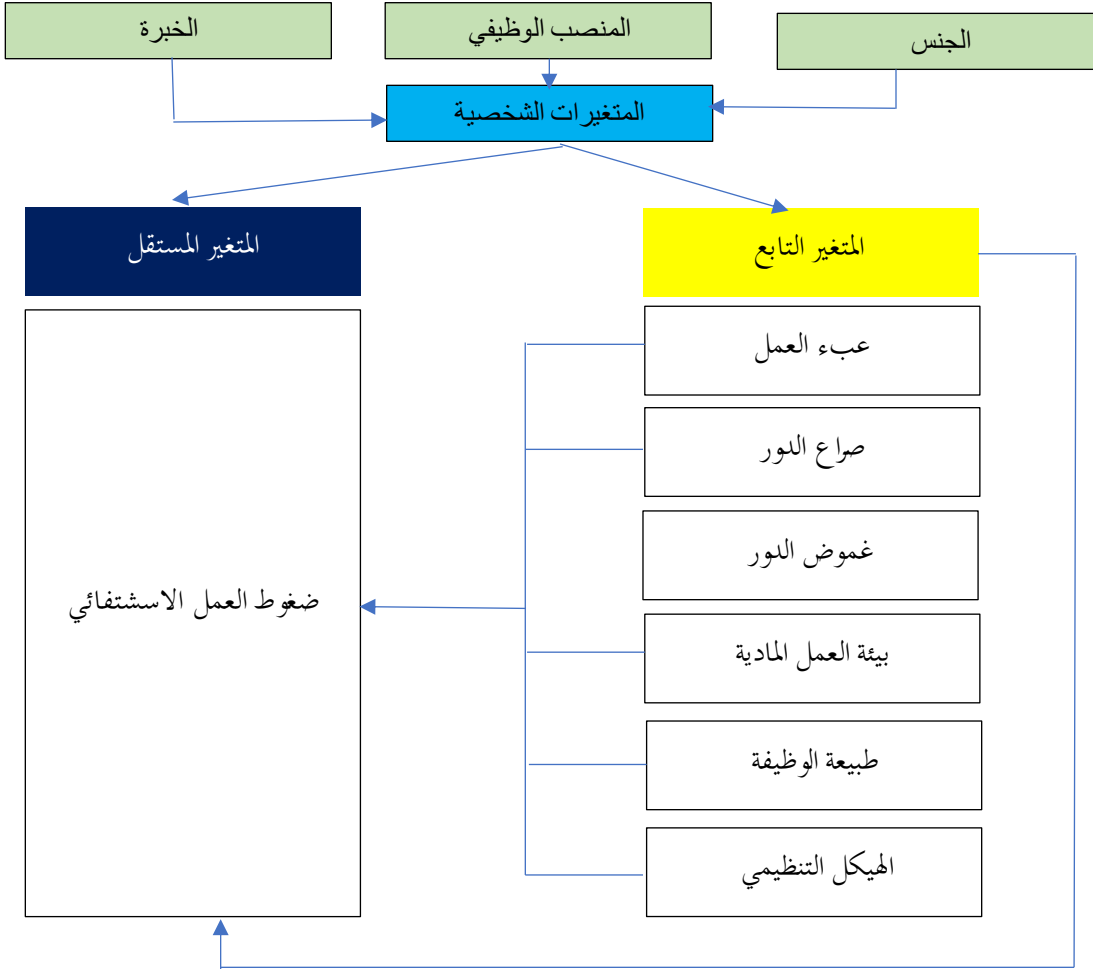 الجنس
المنصب الوظيفي
الخبرة
المتغيرات الشخصية
المتغير التابع
المتغير المستقل
عبء العمل
صراع الدور
غموض الدور
بيئة العمل المادية
طبيعة الوظيفة
الهيكل التنظيمي
ضغوط العمل الاسشتفائي